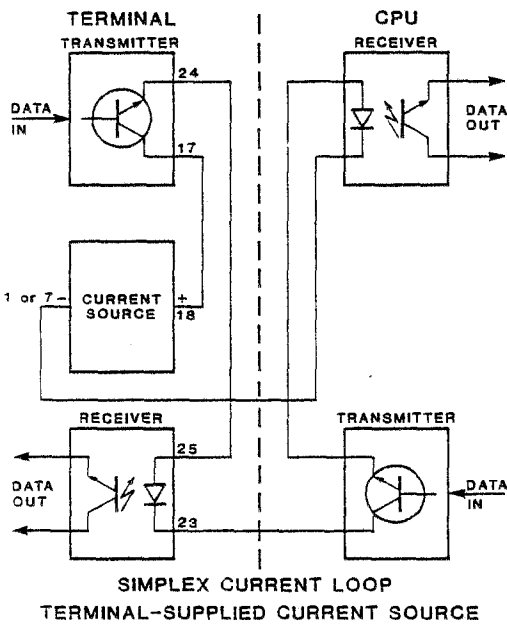 TERMINAL
CPU
TRANSMITTER
RECEIVER
24
DATA
IN
DATA
OUT
17
1 or 7 -
CURRENT
SOURCE
+
18
RECEIVER
TRANSMITTER
25
DATA
OUT
DATA
IN
23
SIMPLEX CURRENT LOOP
TERMINAL-SUPPLIED CURRENT SOURCE